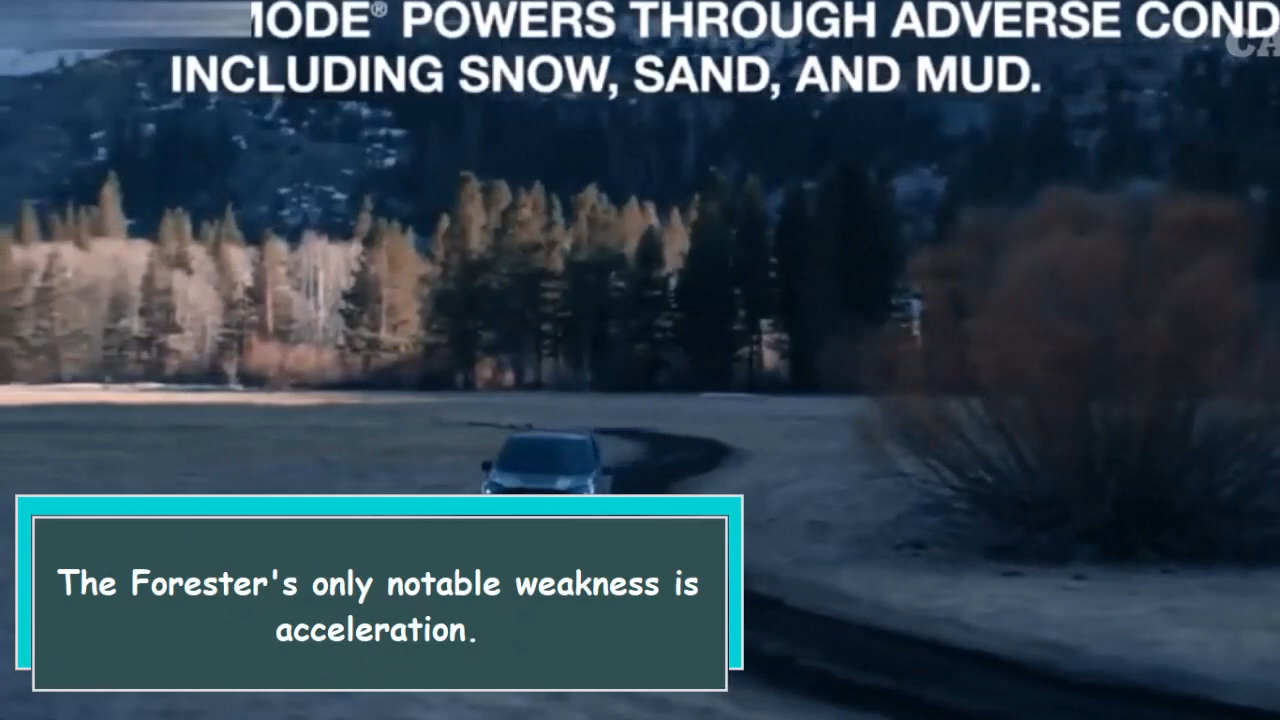 MODE® POWERS THROUGH ADVERSE COND
INCLUDING SNOW, SAND, AND MUD.
The Forester's only notable weakness is
acceleration.